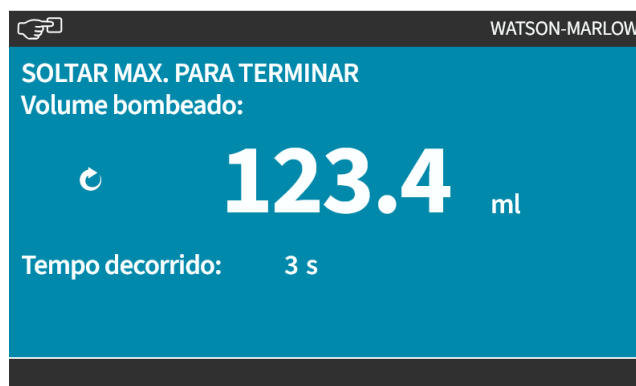 WATSON-MARLOW
SOLTAR MAX. PARA TERMINAR
Volume bombeado:
123.4 ml
Tempo decorrido: 3 s